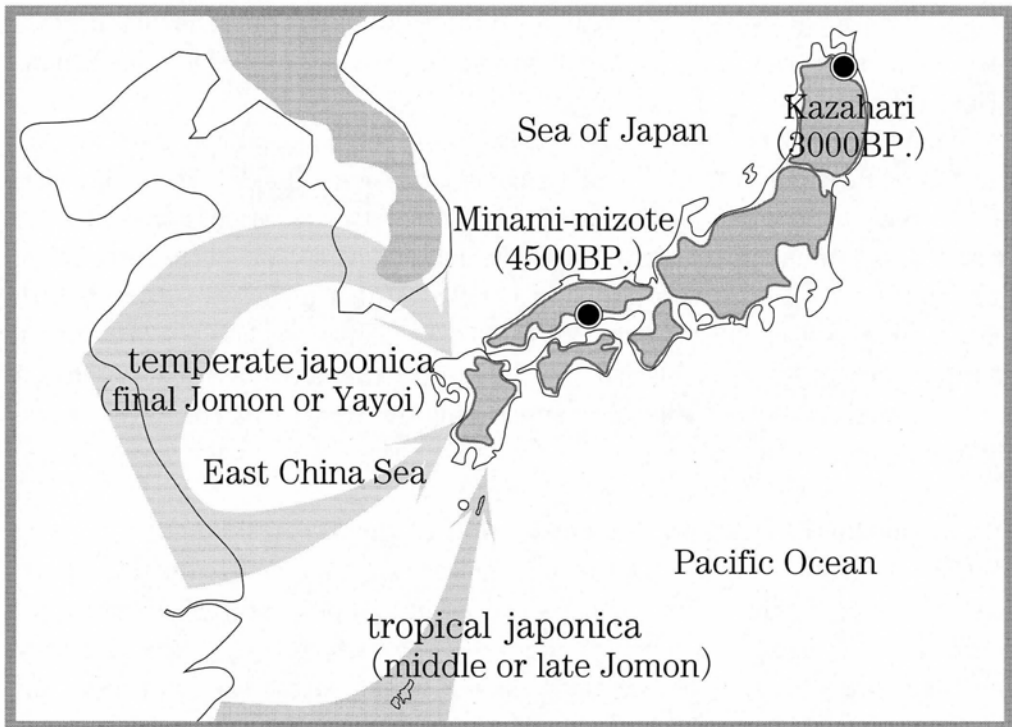 Sea of Japan
Kazahari
(3000BP.)
Minami-mizote
(4500BP.)
temperate japonica
(final Jomon or Yayoi)
East China Sea
Pacific Ocean
tropical japonica
(middle or late Jomon)